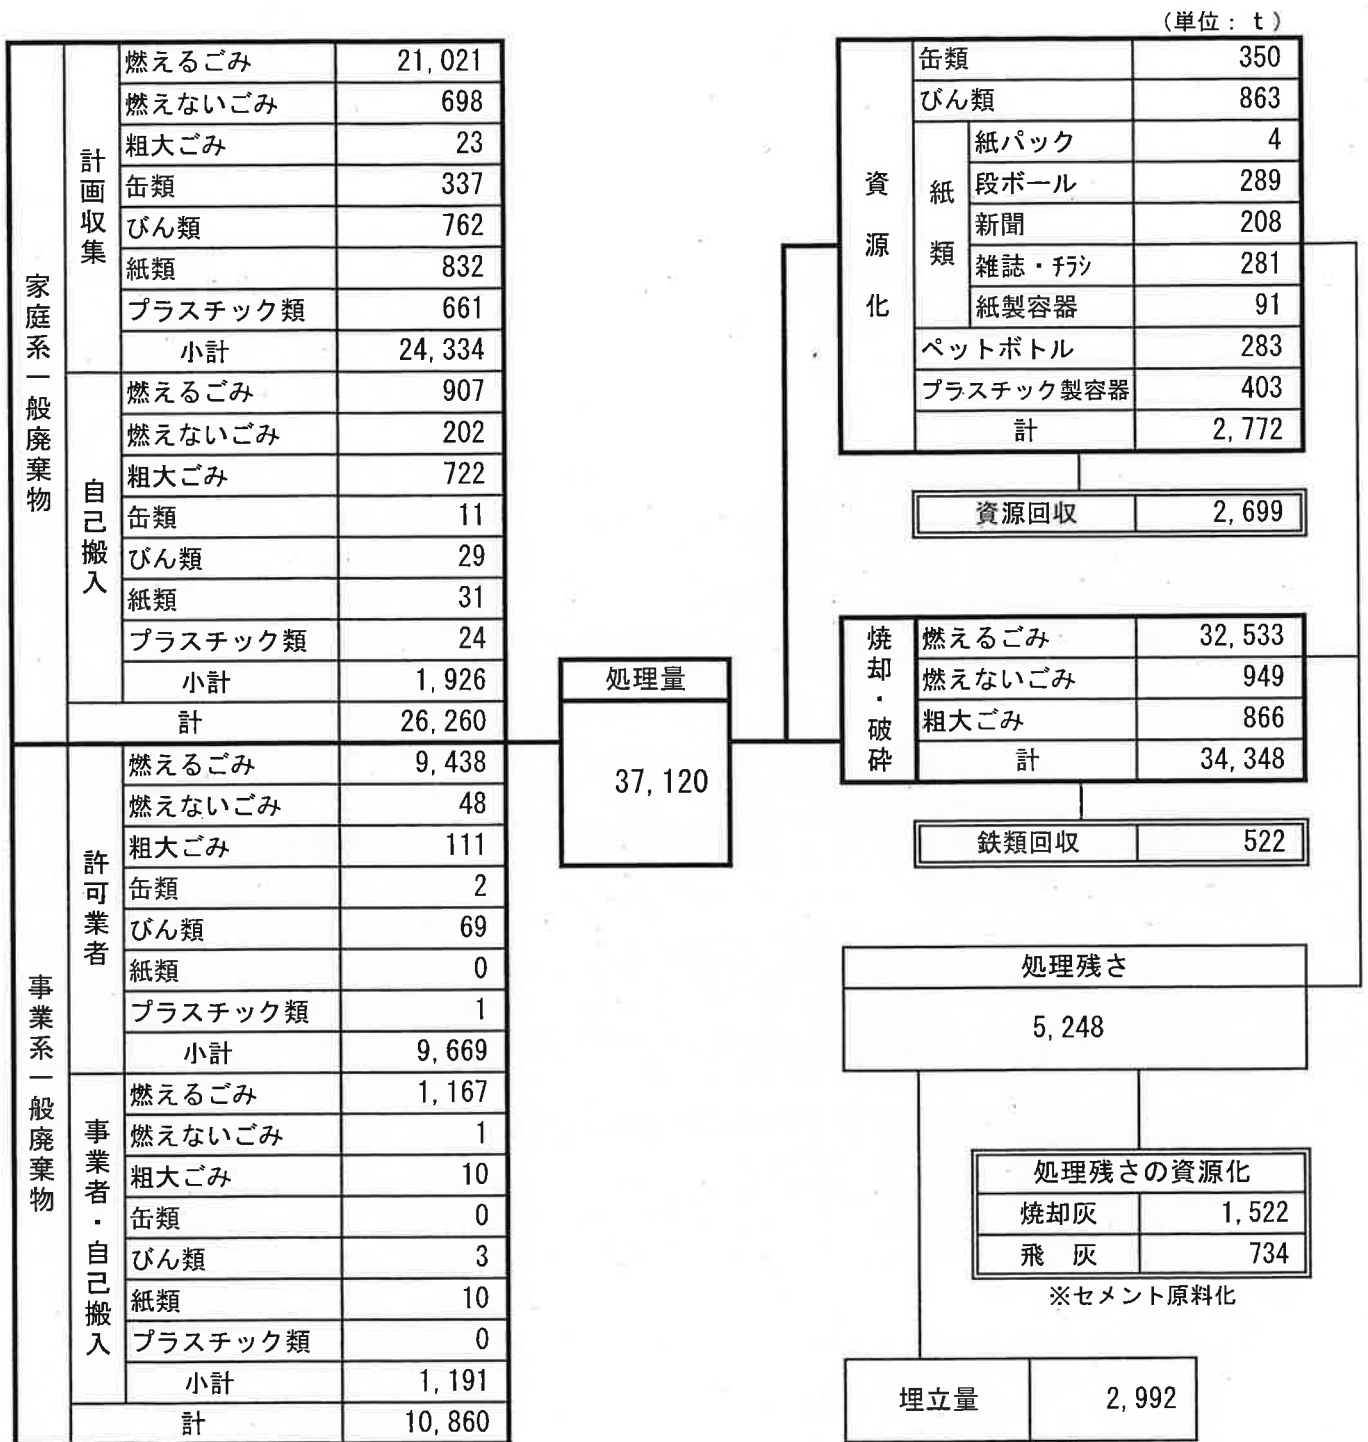 （単位：ｔ）
家庭系一般廃棄物
計画収集
燃えるごみ 21,021
燃えないごみ 698
粗大ごみ 23
缶類 337
びん類 762
紙類 832
プラスチック類 661
小計 24,334
自己搬入
燃えるごみ 907
燃えないごみ 202
粗大ごみ 722
缶類 11
びん類 29
紙類 31
プラスチック類 24
小計 1,926
計 26,260
事業系一般廃棄物
許可業者
燃えるごみ 9,438
燃えないごみ 48
粗大ごみ 111
缶類 2
びん類 69
紙類 0
プラスチック類 1
小計 9,669
事業者・自己搬入
燃えるごみ 1,167
燃えないごみ 1
粗大ごみ 10
缶類 0
びん類 3
紙類 10
プラスチック類 0
小計 1,191
計 10,860
処理量
37,120
資源化
缶類 350
びん類 863
紙類
紙パック 4
段ボール 289
新聞 208
雑誌・ﾁﾗｼ 281
紙製容器 91
ペットボトル 283
プラスチック製容器 403
計 2,772
資源回収 2,699
焼却・破砕
燃えるごみ 32,533
燃えないごみ 949
粗大ごみ 866
計 34,348
鉄類回収 522
処理残さ
5,248
処理残さの資源化
焼却灰 1,522
飛灰 734
※セメント原料化
埋立量 2,992